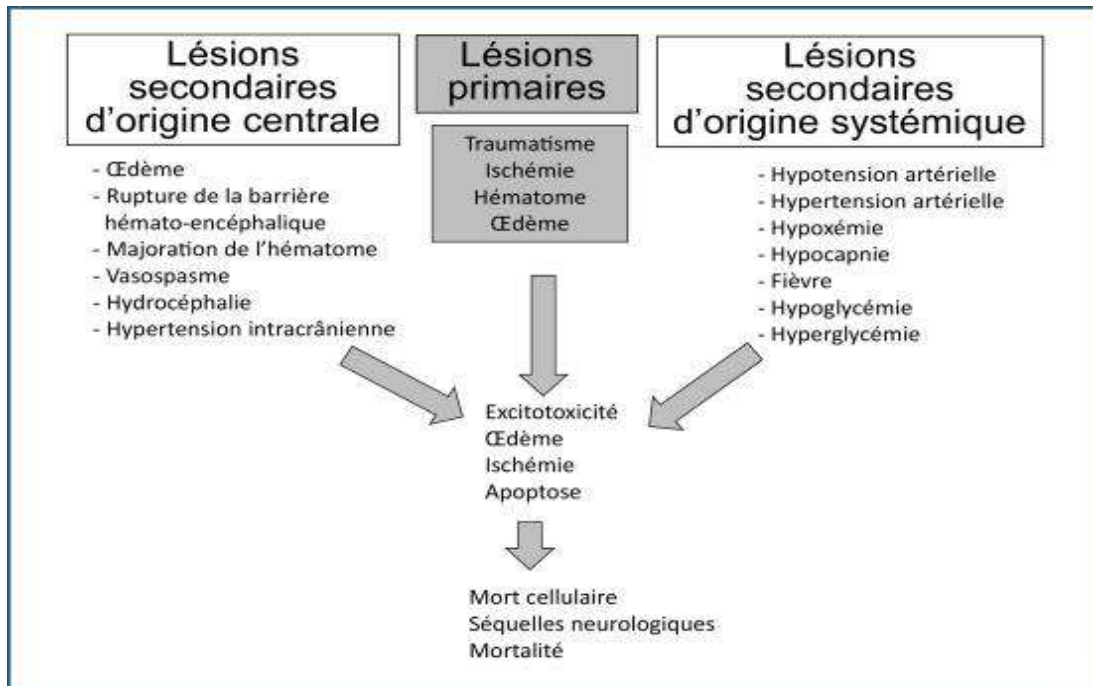 Lésions
secondaires
d'origine centrale
- Œdème
- Rupture de la barrière
hémato-encéphalique
- Majoration de l'hématome
- Vasospasme
- Hydrocéphalie
- Hypertension intracrânienne
Lésions
primaires
Traumatisme
Ischémie
Hématome
Œdème
Lésions
secondaires
d'origine systémique
- Hypotension artérielle
- Hypertension artérielle
- Hypoxémie
- Hypocapnie
- Fièvre
- Hypoglycémie
- Hyperglycémie
Excitotoxicité
Œdème
Ischémie
Apoptose
Mort cellulaire
Séquelles neurologiques
Mortalité